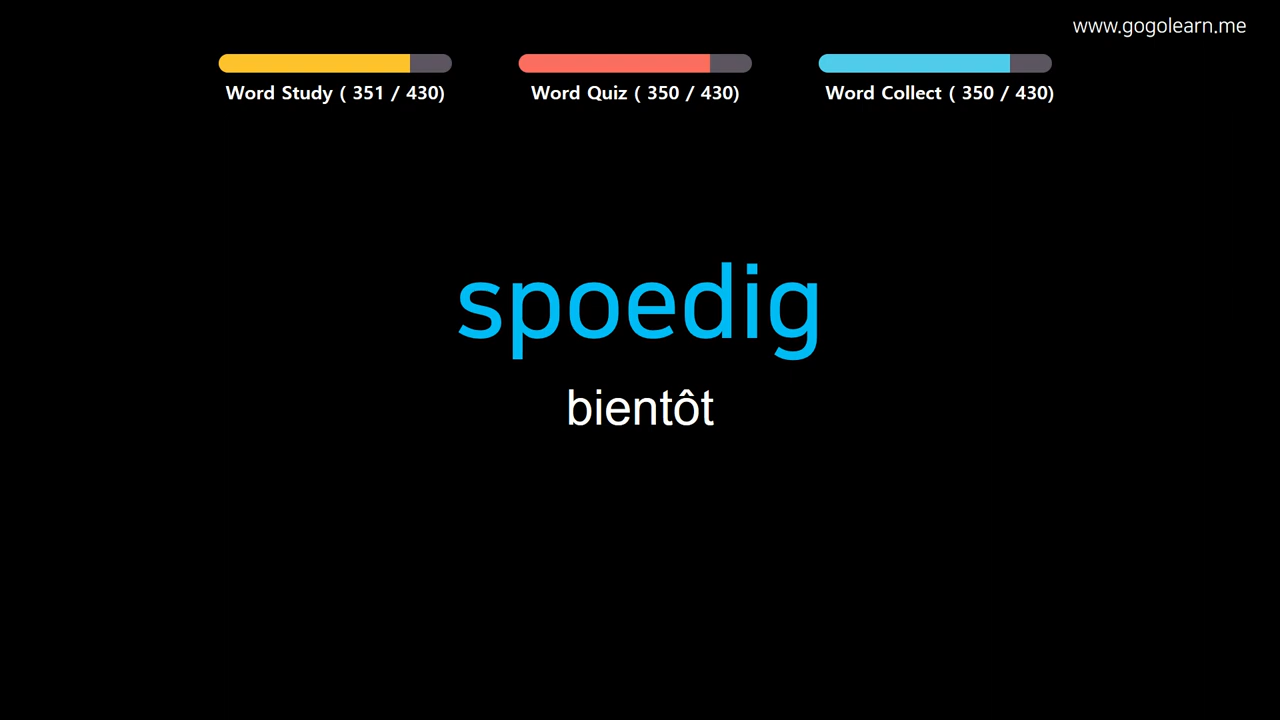 www.gogolearn.me
Word Study ( 351 / 430)
Word Quiz ( 350 / 430)
Word Collect ( 350 / 430)
spoedig
bientôt